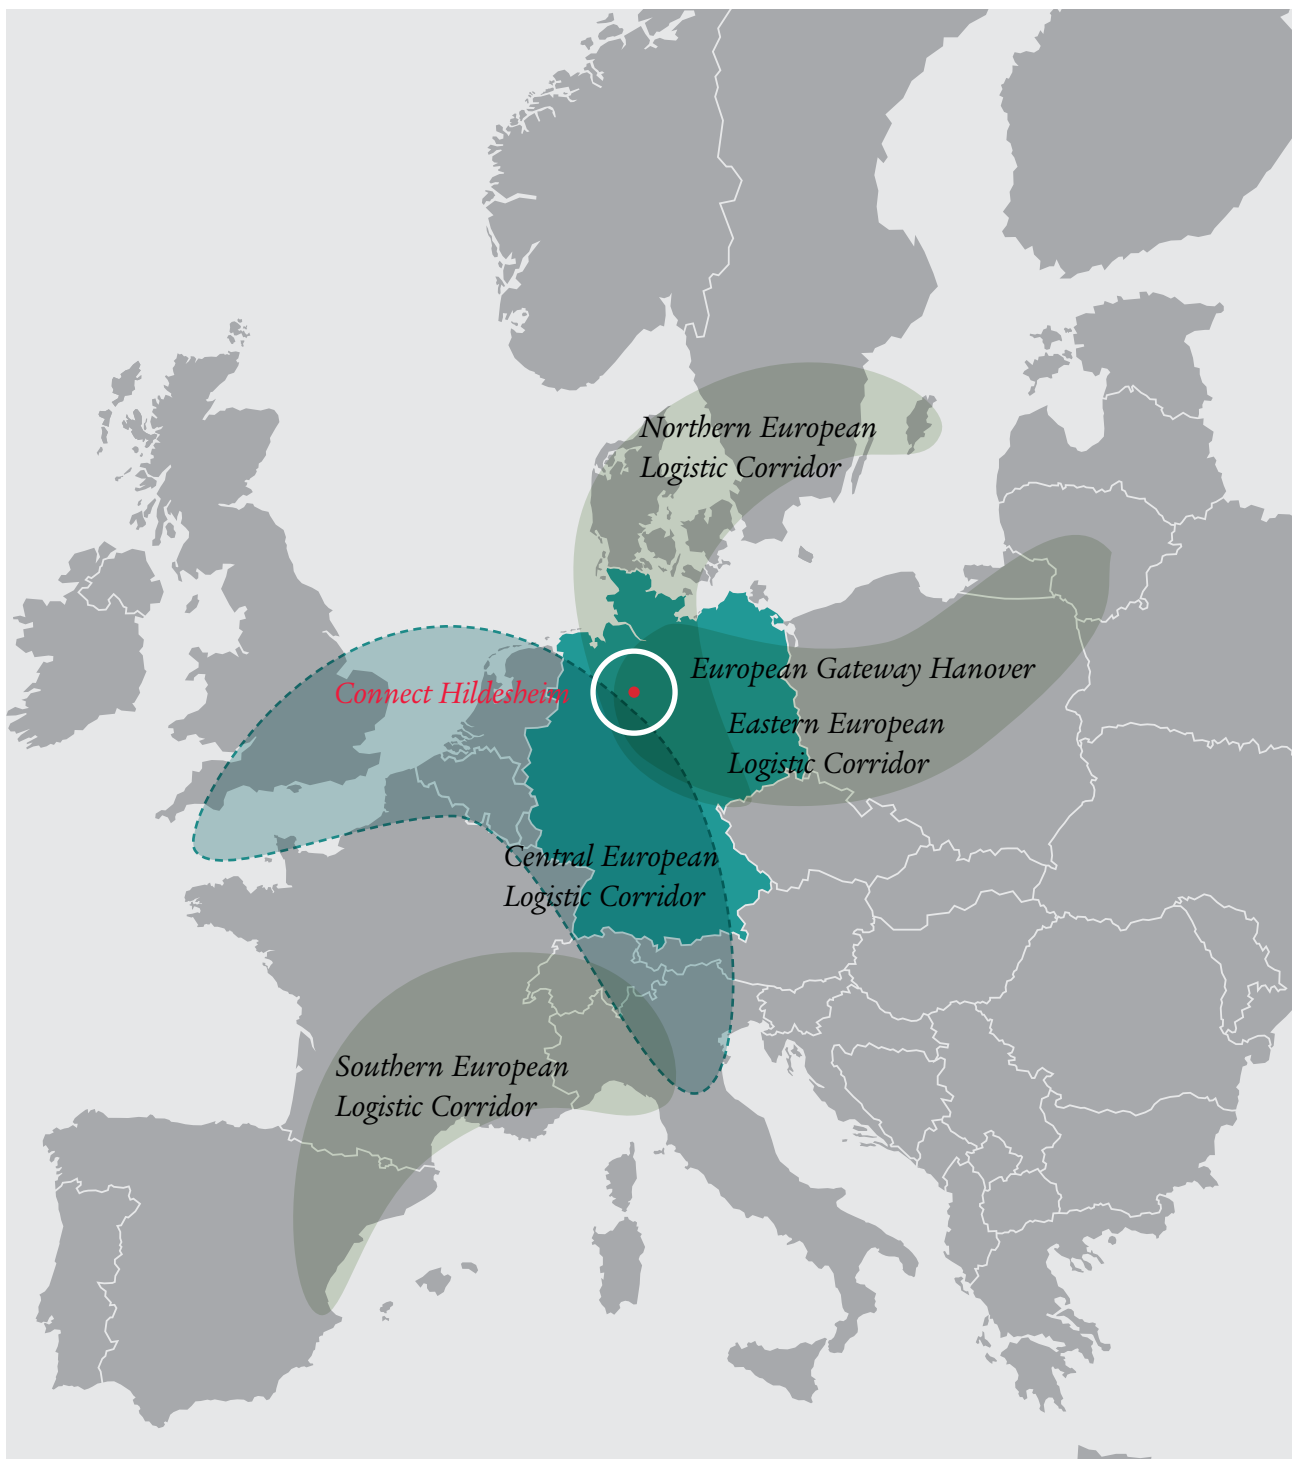 Northern European
Logistic Corridor
European Gateway Hanover
Connect Hildesheim
Eastern European
Logistic Corridor
Central European
Logistic Corridor
Southern European
Logistic Corridor